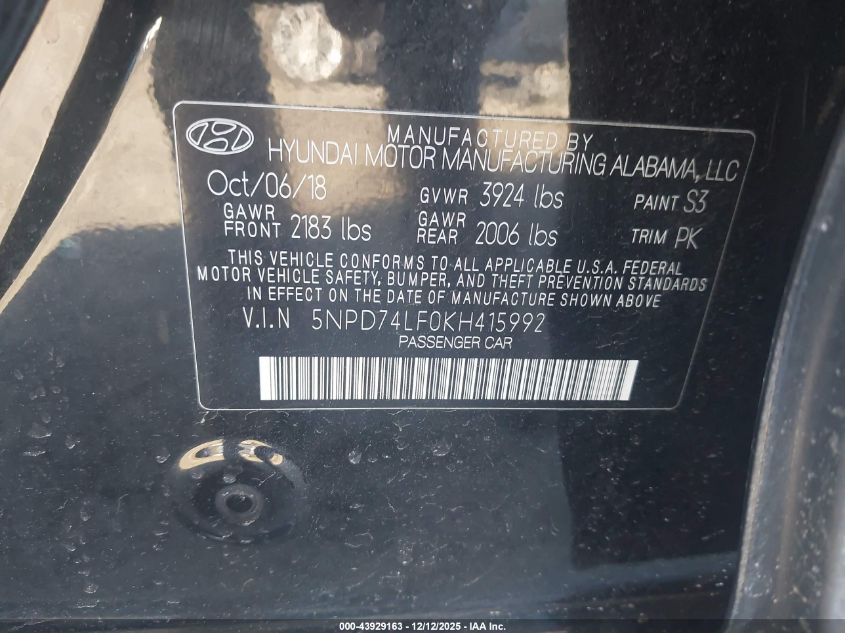 MANUFACTURED BY
HYUNDAI MOTOR MANUFACTURING ALABAMA, LLC
Oct/06/18 GVWR 3924 lbs PAINT S3
GAWR FRONT 2183 lbs GAWR REAR 2006 lbs TRIM PK
THIS VEHICLE CONFORMS TO ALL APPLICABLE U.S.A. FEDERAL
MOTOR VEHICLE SAFETY, BUMPER, AND THEFT PREVENTION STANDARDS
IN EFFECT ON THE DATE OF MANUFACTURE SHOWN ABOVE
V.I.N 5NPD74LF0KH415992
PASSENGER CAR
000-43929163 - 12/12/2025 - IAA Inc.